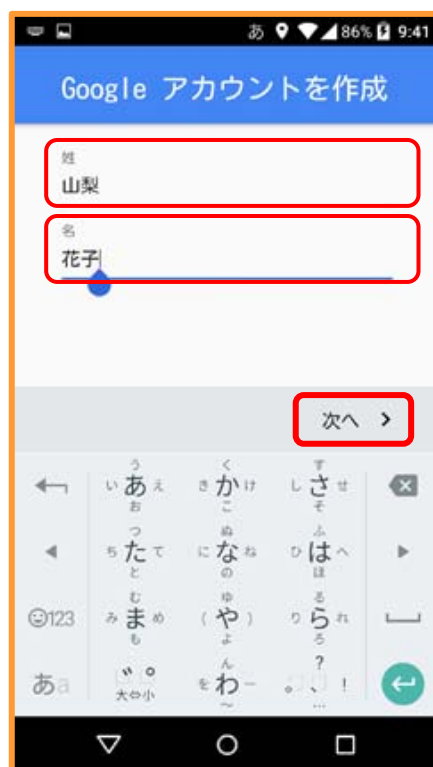 あ 86% 9:41
Google アカウントを作成
姓
山梨
名
花子
次へ >
う く す
いあえ きかけ しさせ
お こ そ
つ ぬ ふ
ちたて になね ひはへ
と の ほ
む ゆ る
みまめ (や) りられ
も よ ろ
☺123
ん ?
あa ゛゜ をわー 。、!
大⇔小 〜 …